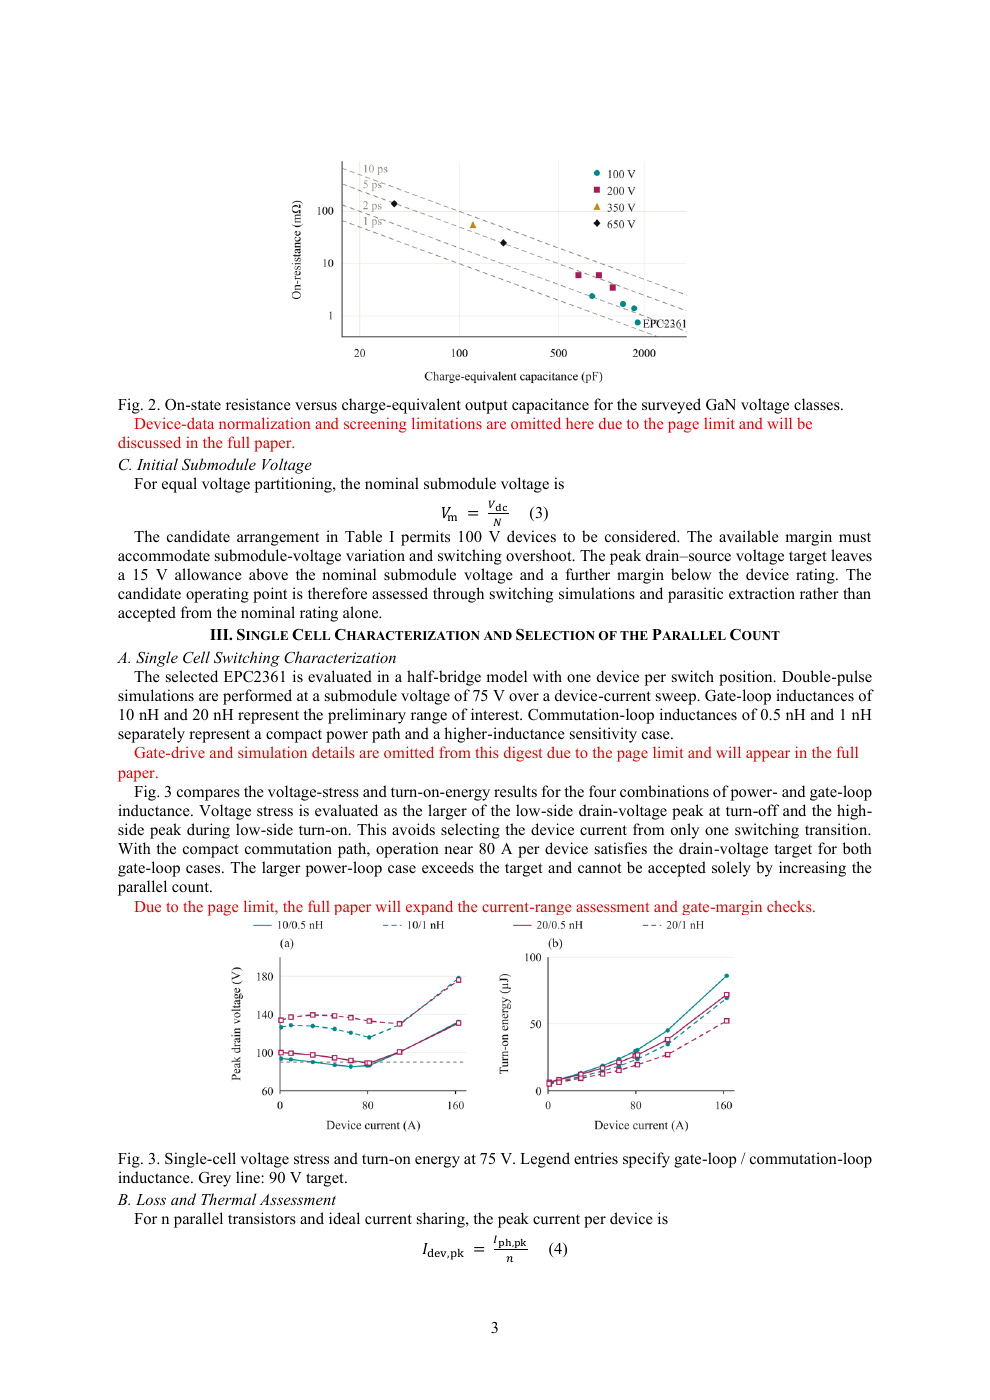 10 ps
5 ps
2 ps
1 ps
100 V
200 V
350 V
650 V
On-resistance (mΩ)
100
10
1
EPC2361
20
100
500
2000
Charge-equivalent capacitance (pF)
Fig. 2. On-state resistance versus charge-equivalent output capacitance for the surveyed GaN voltage classes.
Device-data normalization and screening limitations are omitted here due to the page limit and will be
discussed in the full paper.
C. Initial Submodule Voltage
For equal voltage partitioning, the nominal submodule voltage is
V_m = V_dc / N (3)
The candidate arrangement in Table I permits 100 V devices to be considered. The available margin must
accommodate submodule-voltage variation and switching overshoot. The peak drain–source voltage target leaves
a 15 V allowance above the nominal submodule voltage and a further margin below the device rating. The
candidate operating point is therefore assessed through switching simulations and parasitic extraction rather than
accepted from the nominal rating alone.
III. SINGLE CELL CHARACTERIZATION AND SELECTION OF THE PARALLEL COUNT
A. Single Cell Switching Characterization
The selected EPC2361 is evaluated in a half-bridge model with one device per switch position. Double-pulse
simulations are performed at a submodule voltage of 75 V over a device-current sweep. Gate-loop inductances of
10 nH and 20 nH represent the preliminary range of interest. Commutation-loop inductances of 0.5 nH and 1 nH
separately represent a compact power path and a higher-inductance sensitivity case.
Gate-drive and simulation details are omitted from this digest due to the page limit and will appear in the full
paper.
Fig. 3 compares the voltage-stress and turn-on-energy results for the four combinations of power- and gate-loop
inductance. Voltage stress is evaluated as the larger of the low-side drain-voltage peak at turn-off and the high-
side peak during low-side turn-on. This avoids selecting the device current from only one switching transition.
With the compact commutation path, operation near 80 A per device satisfies the drain-voltage target for both
gate-loop cases. The larger power-loop case exceeds the target and cannot be accepted solely by increasing the
parallel count.
Due to the page limit, the full paper will expand the current-range assessment and gate-margin checks.
10/0.5 nH
10/1 nH
20/0.5 nH
20/1 nH
(a)
Peak drain voltage (V)
180
140
100
60
0
80
160
Device current (A)
(b)
Turn-on energy (μJ)
100
50
0
0
80
160
Device current (A)
Fig. 3. Single-cell voltage stress and turn-on energy at 75 V. Legend entries specify gate-loop / commutation-loop
inductance. Grey line: 90 V target.
B. Loss and Thermal Assessment
For n parallel transistors and ideal current sharing, the peak current per device is
I_dev,pk = I_ph,pk / n (4)
3